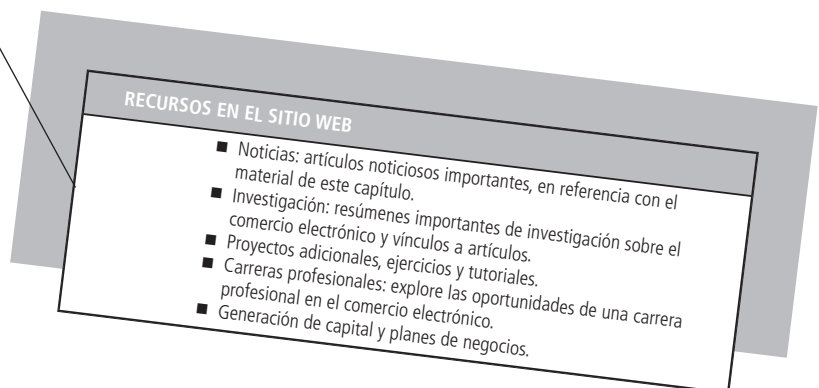 RECURSOS EN EL SITIO WEB
■ Noticias: artículos noticiosos importantes, en referencia con el
material de este capítulo.
■ Investigación: resúmenes importantes de investigación sobre el
comercio electrónico y vínculos a artículos.
■ Proyectos adicionales, ejercicios y tutoriales.
■ Carreras profesionales: explore las oportunidades de una carrera
profesional en el comercio electrónico.
■ Generación de capital y planes de negocios.